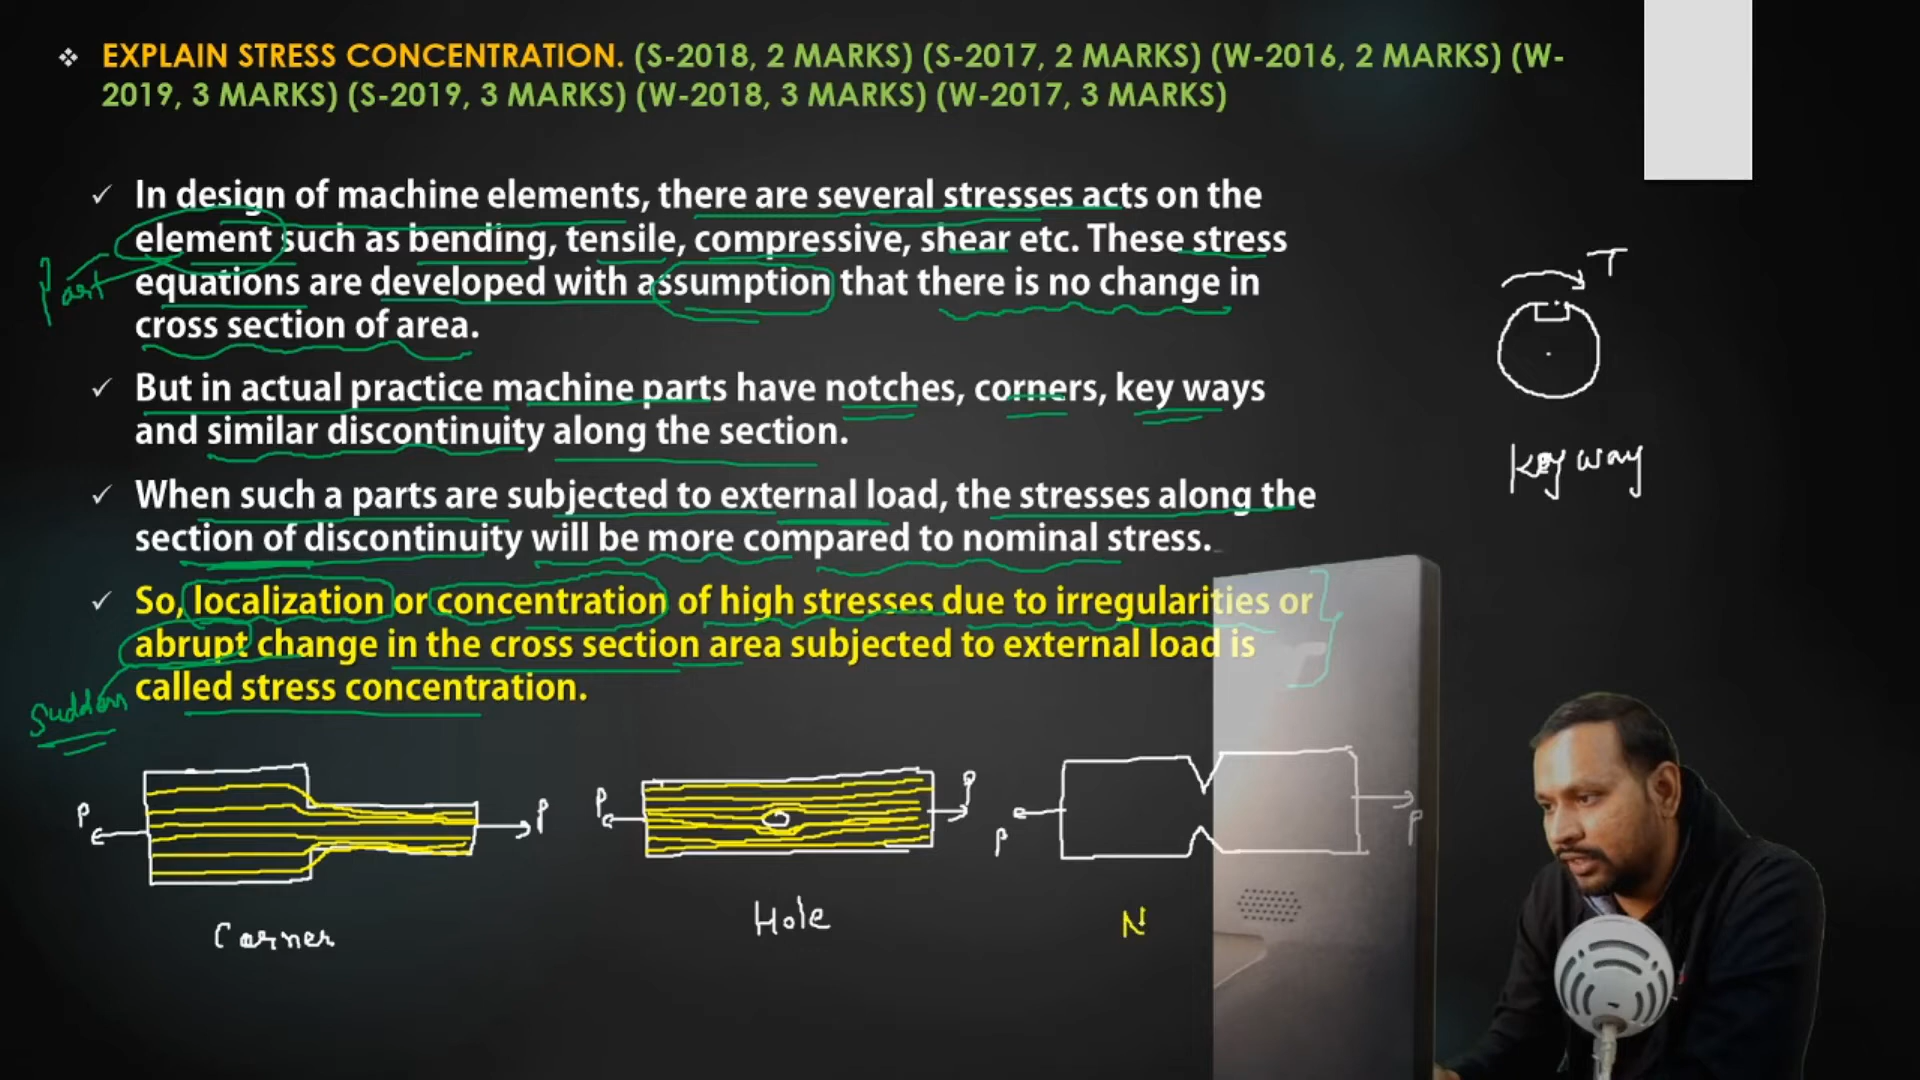 EXPLAIN STRESS CONCENTRATION. (S-2018, 2 MARKS) (S-2017, 2 MARKS) (W-2016, 2 MARKS) (W-
2019, 3 MARKS) (S-2019, 3 MARKS) (W-2018, 3 MARKS) (W-2017, 3 MARKS)
In design of machine elements, there are several stresses acts on the
element such as bending, tensile, compressive, shear etc. These stress
Part
equations are developed with assumption that there is no change in
cross section of area.
T
But in actual practice machine parts have notches, corners, key ways
and similar discontinuity along the section.
Key way
When such a parts are subjected to external load, the stresses along the
section of discontinuity will be more compared to nominal stress.
So, localization or concentration of high stresses due to irregularities or
abrupt change in the cross section area subjected to external load is
called stress concentration.
Sudden
P P P P P P
Corner
Hole
N